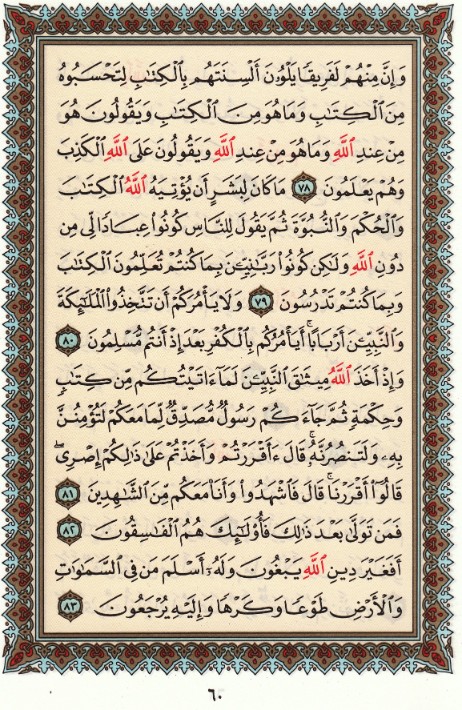 وَإِنَّ مِنْهُمْ لَفَرِيقًا يَلْوُۥنَ أَلْسِنَتَهُم بِٱلْكِتَٰبِ لِتَحْسَبُوهُ
مِنَ ٱلْكِتَٰبِ وَمَا هُوَ مِنَ ٱلْكِتَٰبِ وَيَقُولُونَ هُوَ
مِنْ عِندِ ٱللَّهِ وَمَا هُوَ مِنْ عِندِ ٱللَّهِ وَيَقُولُونَ عَلَى ٱللَّهِ ٱلْكَذِبَ
وَهُمْ يَعْلَمُونَ ٧٨ مَا كَانَ لِبَشَرٍ أَن يُؤْتِيَهُ ٱللَّهُ ٱلْكِتَٰبَ
وَٱلْحُكْمَ وَٱلنُّبُوَّةَ ثُمَّ يَقُولَ لِلنَّاسِ كُونُوا۟ عِبَادًا لِّى مِن
دُونِ ٱللَّهِ وَلَٰكِن كُونُوا۟ رَبَّٰنِيِّـۧنَ بِمَا كُنتُمْ تُعَلِّمُونَ ٱلْكِتَٰبَ
وَبِمَا كُنتُمْ تَدْرُسُونَ ٧٩ وَلَا يَأْمُرَكُمْ أَن تَتَّخِذُوا۟ ٱلْمَلَٰٓئِكَةَ
وَٱلنَّبِيِّـۧنَ أَرْبَابًا ۗ أَيَأْمُرُكُم بِٱلْكُفْرِ بَعْدَ إِذْ أَنتُم مُّسْلِمُونَ ٨٠
وَإِذْ أَخَذَ ٱللَّهُ مِيثَٰقَ ٱلنَّبِيِّـۧنَ لَمَآ ءَاتَيْتُكُم مِّن كِتَٰبٍ
وَحِكْمَةٍ ثُمَّ جَآءَكُمْ رَسُولٌ مُّصَدِّقٌ لِّمَا مَعَكُمْ لَتُؤْمِنُنَّ
بِهِۦ وَلَتَنصُرُنَّهُۥ ۚ قَالَ ءَأَقْرَرْتُمْ وَأَخَذْتُمْ عَلَىٰ ذَٰلِكُمْ إِصْرِى ۖ
قَالُوٓا۟ أَقْرَرْنَا ۚ قَالَ فَٱشْهَدُوا۟ وَأَنَا۠ مَعَكُم مِّنَ ٱلشَّٰهِدِينَ ٨١
فَمَن تَوَلَّىٰ بَعْدَ ذَٰلِكَ فَأُو۟لَٰٓئِكَ هُمُ ٱلْفَٰسِقُونَ ٨٢
أَفَغَيْرَ دِينِ ٱللَّهِ يَبْغُونَ وَلَهُۥٓ أَسْلَمَ مَن فِى ٱلسَّمَٰوَٰتِ
وَٱلْأَرْضِ طَوْعًا وَكَرْهًا وَإِلَيْهِ يُرْجَعُونَ ٨٣
٦٠